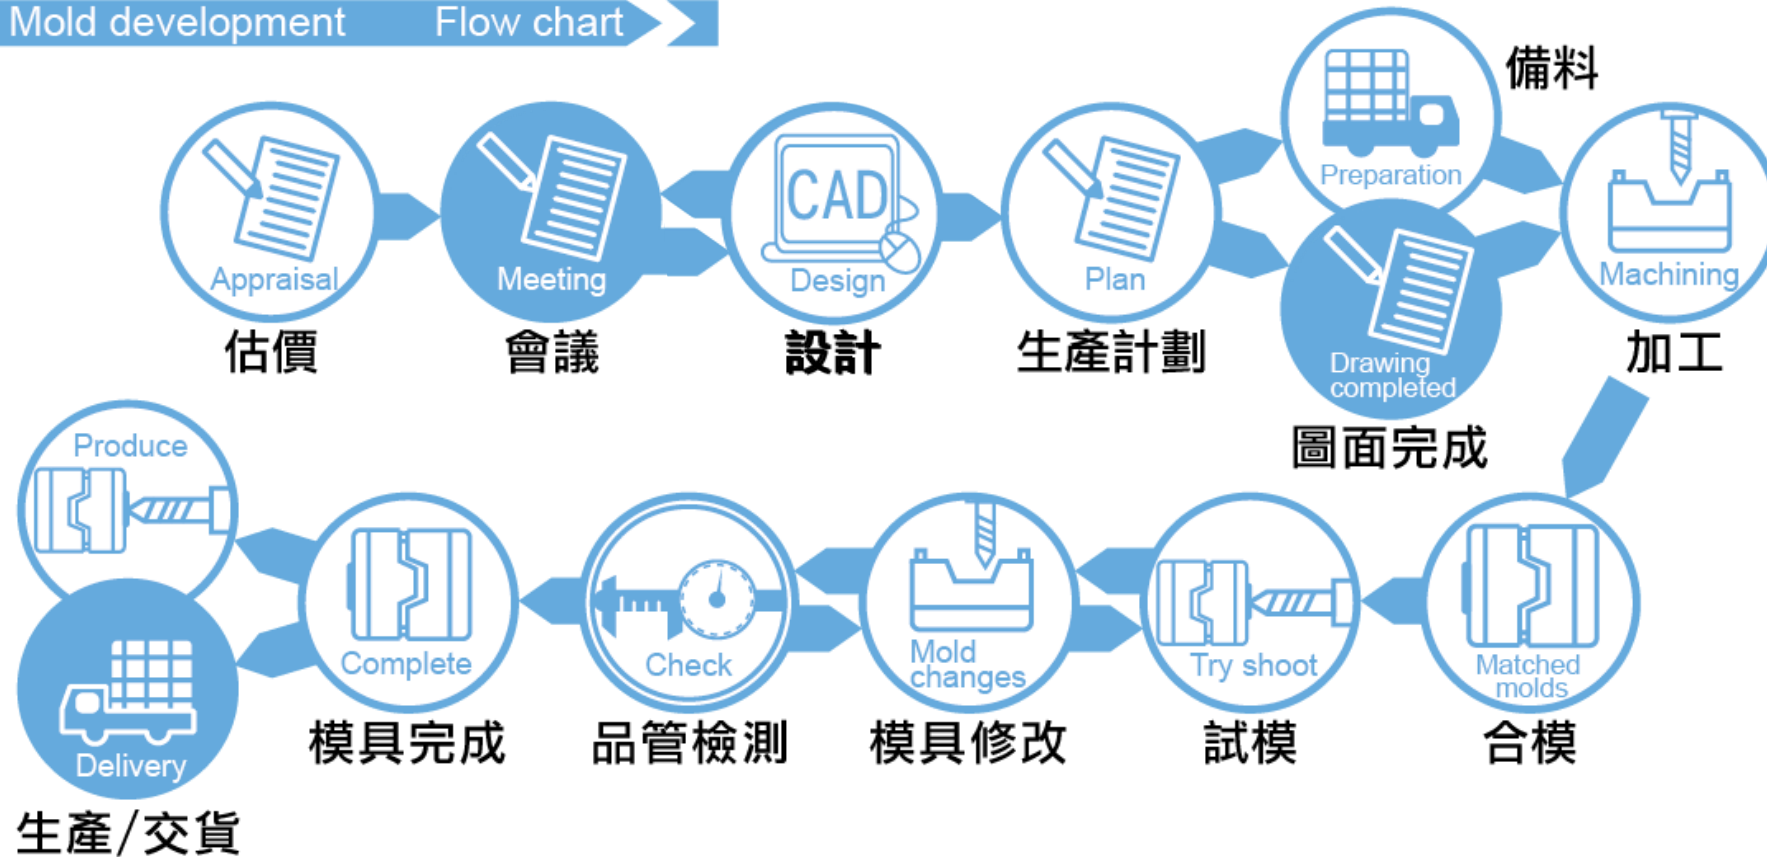 Mold development Flow chart
備料
Preparation
Appraisal
Meeting
CAD
Design
Plan
Machining
估價
會議
設計
生產計劃
Drawing
completed
加工
圖面完成
Produce
Complete
Check
Mold
changes
Try shoot
Matched
molds
模具完成
品管檢測
模具修改
試模
合模
Delivery
生產/交貨